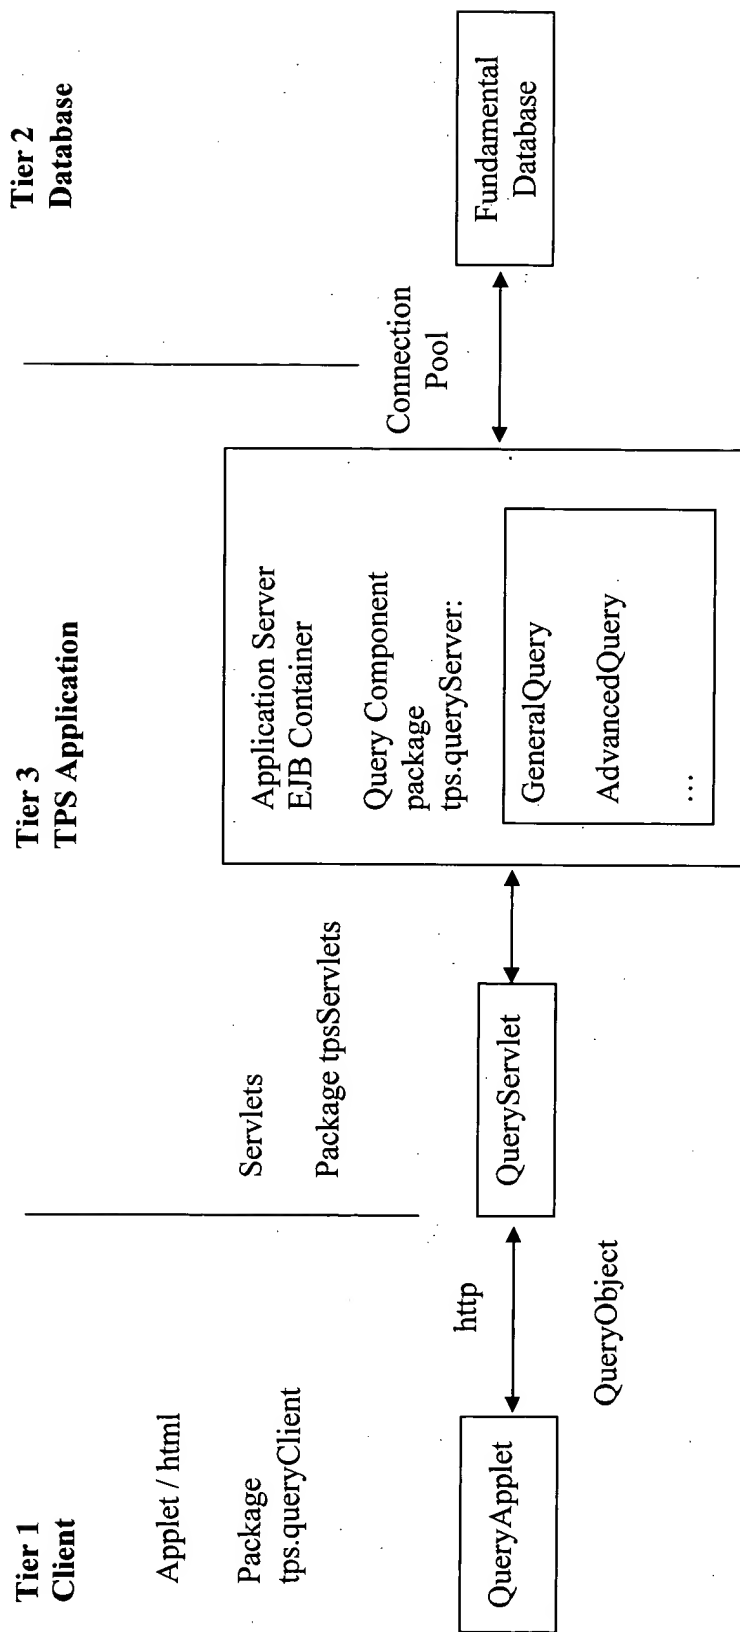 Tier 1
Client
Applet / html
Package
tps.queryClient
QueryApplet
http
QueryObject
Tier 3
TPS Application
Servlets
Package tpsServlets
QueryServlet
Application Server
EJB Container
Query Component
package
tps.queryServer:
GeneralQuery
AdvancedQuery
...
Connection
Pool
Tier 2
Database
Fundamental
Database